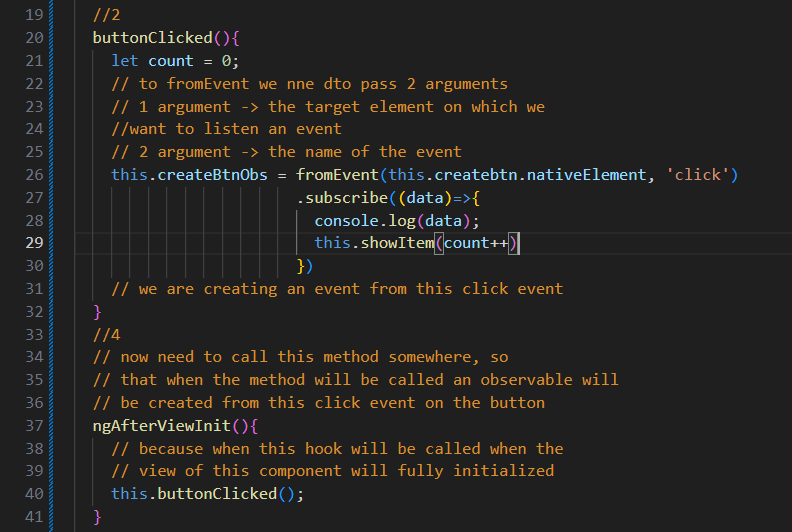 19 //2
20 buttonClicked(){
21 let count = 0;
22 // to fromEvent we nne dto pass 2 arguments
23 // 1 argument -> the target element on which we
24 //want to listen an event
25 // 2 argument -> the name of the event
26 this.createBtnObs = fromEvent(this.createbtn.nativeElement, 'click')
27 .subscribe((data)=>{
28 console.log(data);
29 this.showItem(count++)
30 })
31 // we are creating an event from this click event
32 }
33 //4
34 // now need to call this method somewhere, so
35 // that when the method will be called an observable will
36 // be created from this click event on the button
37 ngAfterViewInit(){
38 // because when this hook will be called when the
39 // view of this component will fully initialized
40 this.buttonClicked();
41 }